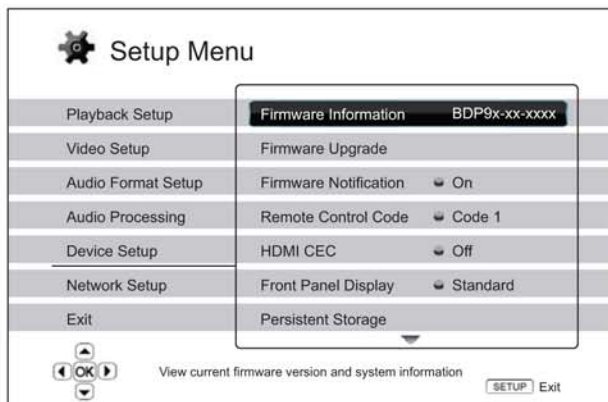 Setup Menu
Playback Setup
Video Setup
Audio Format Setup
Audio Processing
Device Setup
Network Setup
Exit
Firmware Information BDP9x-xx-xxxx
Firmware Upgrade
Firmware Notification On
Remote Control Code Code 1
HDMI CEC Off
Front Panel Display Standard
Persistent Storage
OK
View current firmware version and system information
SETUP Exit